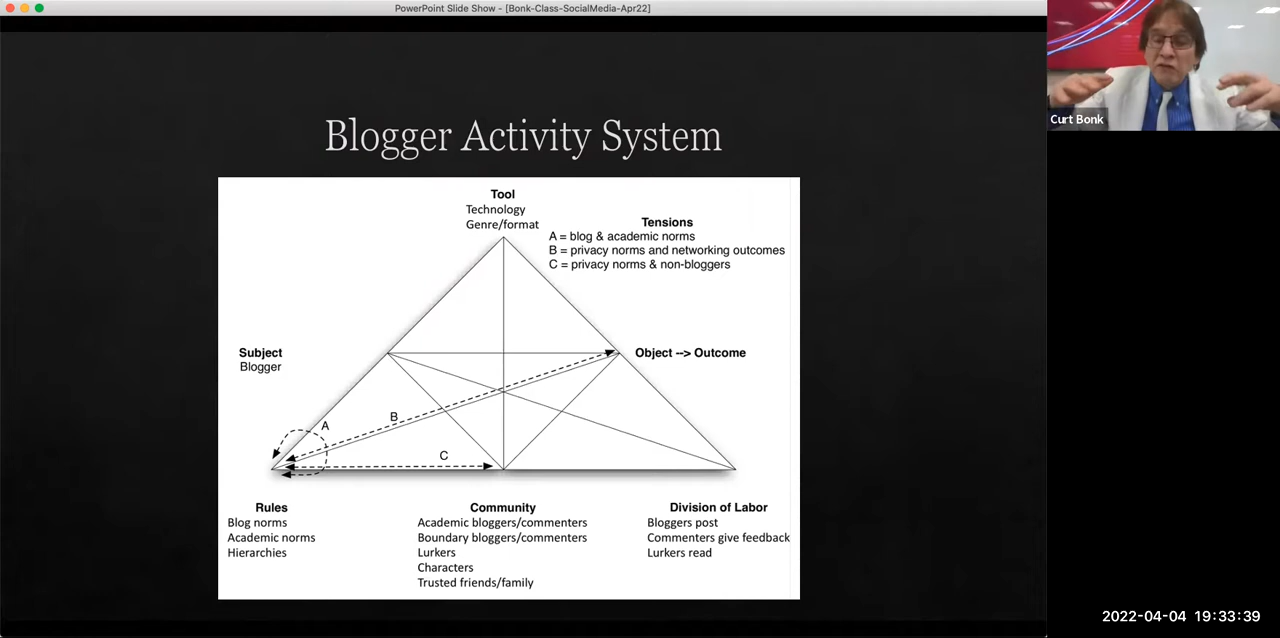 PowerPoint Slide Show - [Bonk-Class-SocialMedia-Apr22]
Curt Bonk
Blogger Activity System
Tool
Technology
Genre/format
Tensions
A = blog & academic norms
B = privacy norms and networking outcomes
C = privacy norms & non-bloggers
Subject
Blogger
Object --> Outcome
A
B
C
Rules
Blog norms
Academic norms
Hierarchies
Community
Academic bloggers/commenters
Boundary bloggers/commenters
Lurkers
Characters
Trusted friends/family
Division of Labor
Bloggers post
Commenters give feedback
Lurkers read
2022-04-04 19:33:39